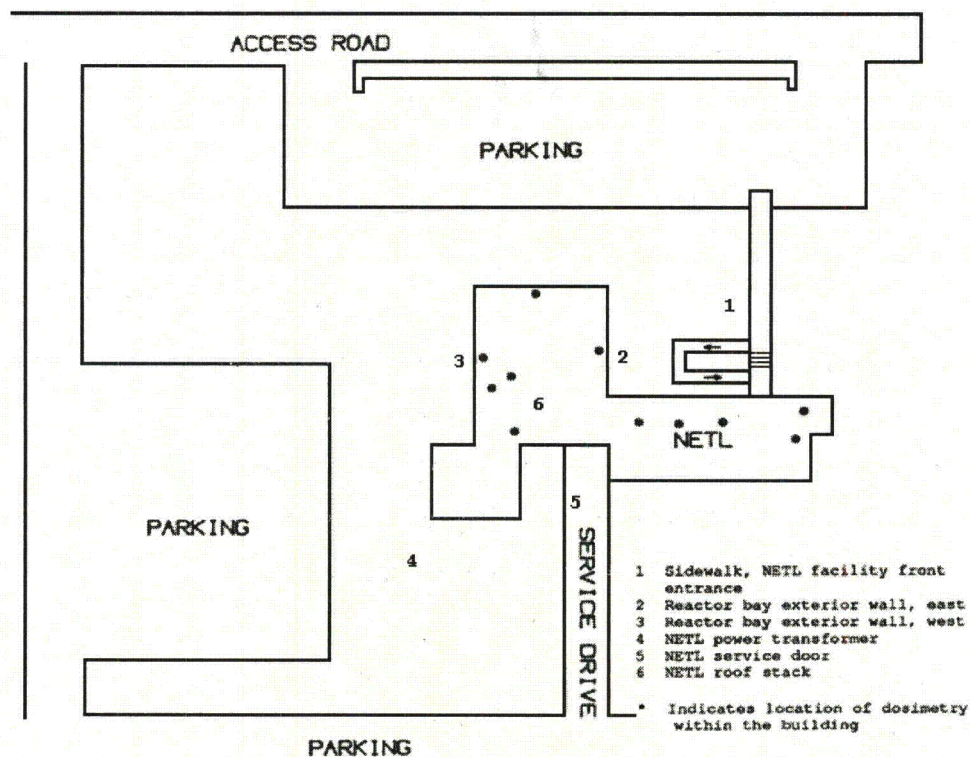 ACCESS ROAD
PARKING
1
3
2
6
NETL
PARKING
5
SERVICE DRIVE
4
1 Sidewalk, NETL facility front
entrance
2 Reactor bay exterior wall, east
3 Reactor bay exterior wall, west
4 NETL power transformer
5 NETL service door
6 NETL roof stack
• Indicates location of dosimetry
within the building
PARKING